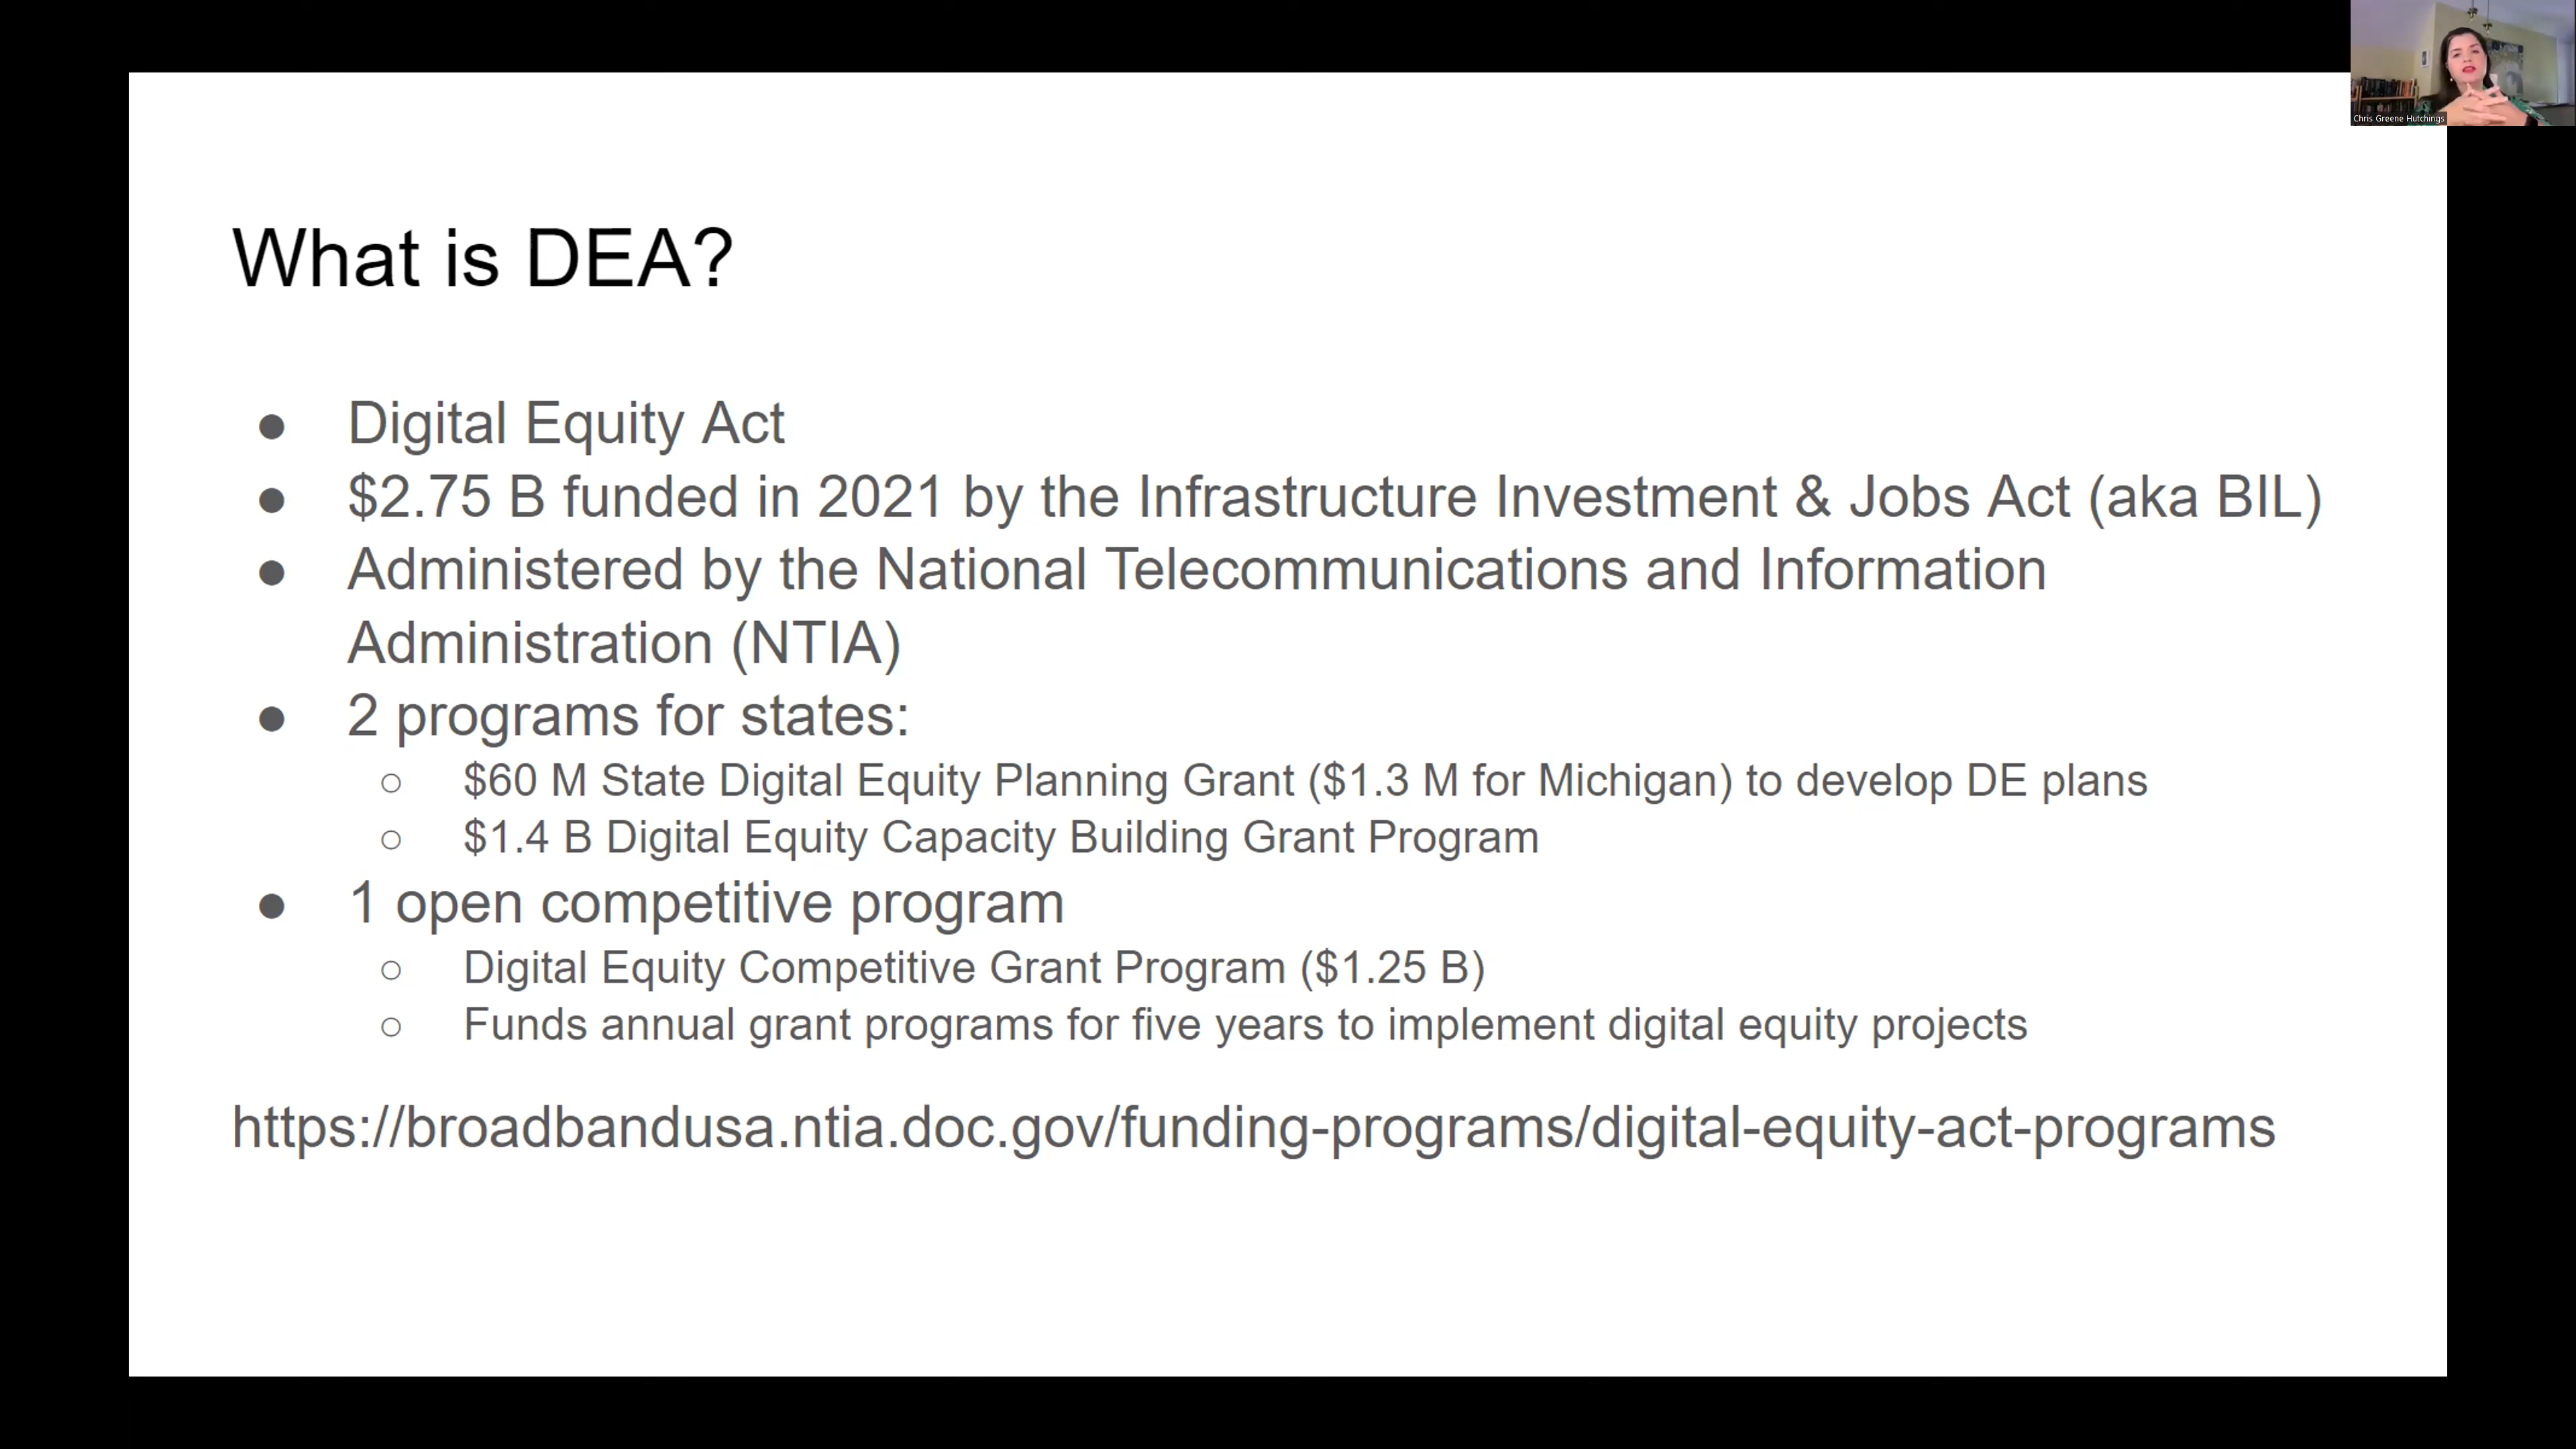 Chris Greene Hutchings
What is DEA?
● Digital Equity Act
● $2.75 B funded in 2021 by the Infrastructure Investment & Jobs Act (aka BIL)
● Administered by the National Telecommunications and Information
Administration (NTIA)
● 2 programs for states:
○ $60 M State Digital Equity Planning Grant ($1.3 M for Michigan) to develop DE plans
○ $1.4 B Digital Equity Capacity Building Grant Program
● 1 open competitive program
○ Digital Equity Competitive Grant Program ($1.25 B)
○ Funds annual grant programs for five years to implement digital equity projects
https://broadbandusa.ntia.doc.gov/funding-programs/digital-equity-act-programs